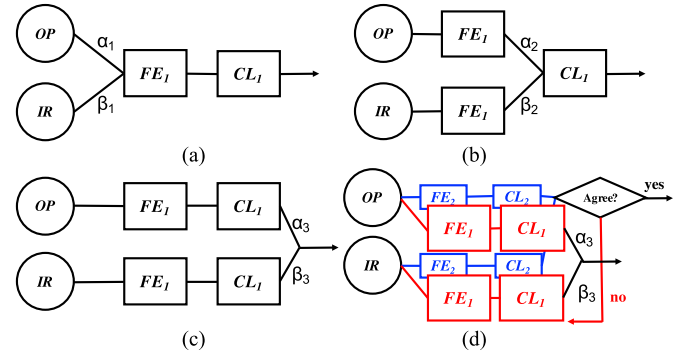 OP
α1
FE1
CL1
β1
IR
(a)
OP
FE1
α2
CL1
β2
IR
FE1
(b)
OP
FE1
CL1
α3
β3
IR
FE1
CL1
(c)
OP
FE2
CL2
Agree?
yes
FE1
CL1
α3
IR
FE2
CL2
β3
no
FE1
CL1
(d)